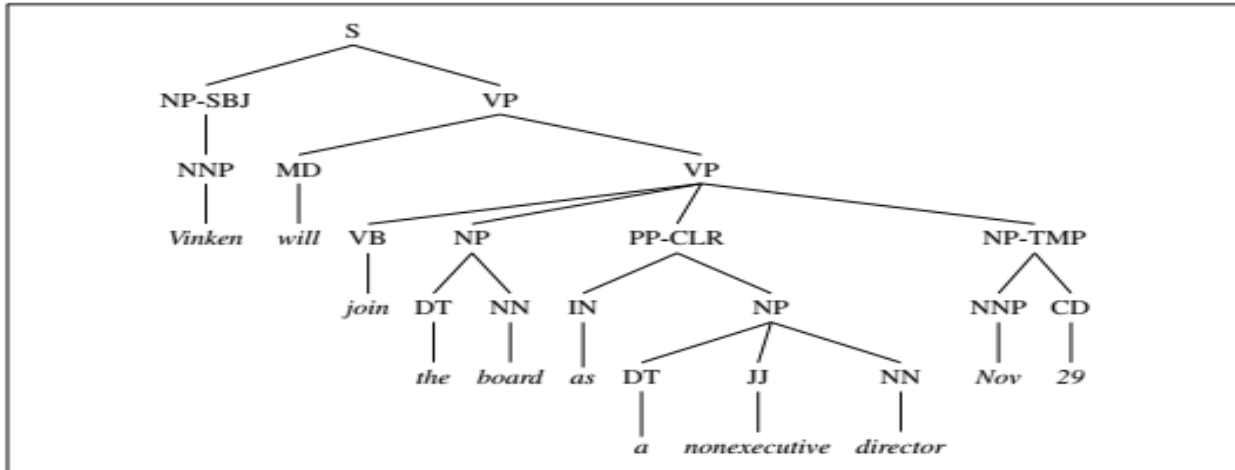 S
NP-SBJ VP
NNP MD VP
Vinken will VB NP PP-CLR NP-TMP
join DT NN IN NP NNP CD
the board as DT JJ NN Nov 29
a nonexecutive director